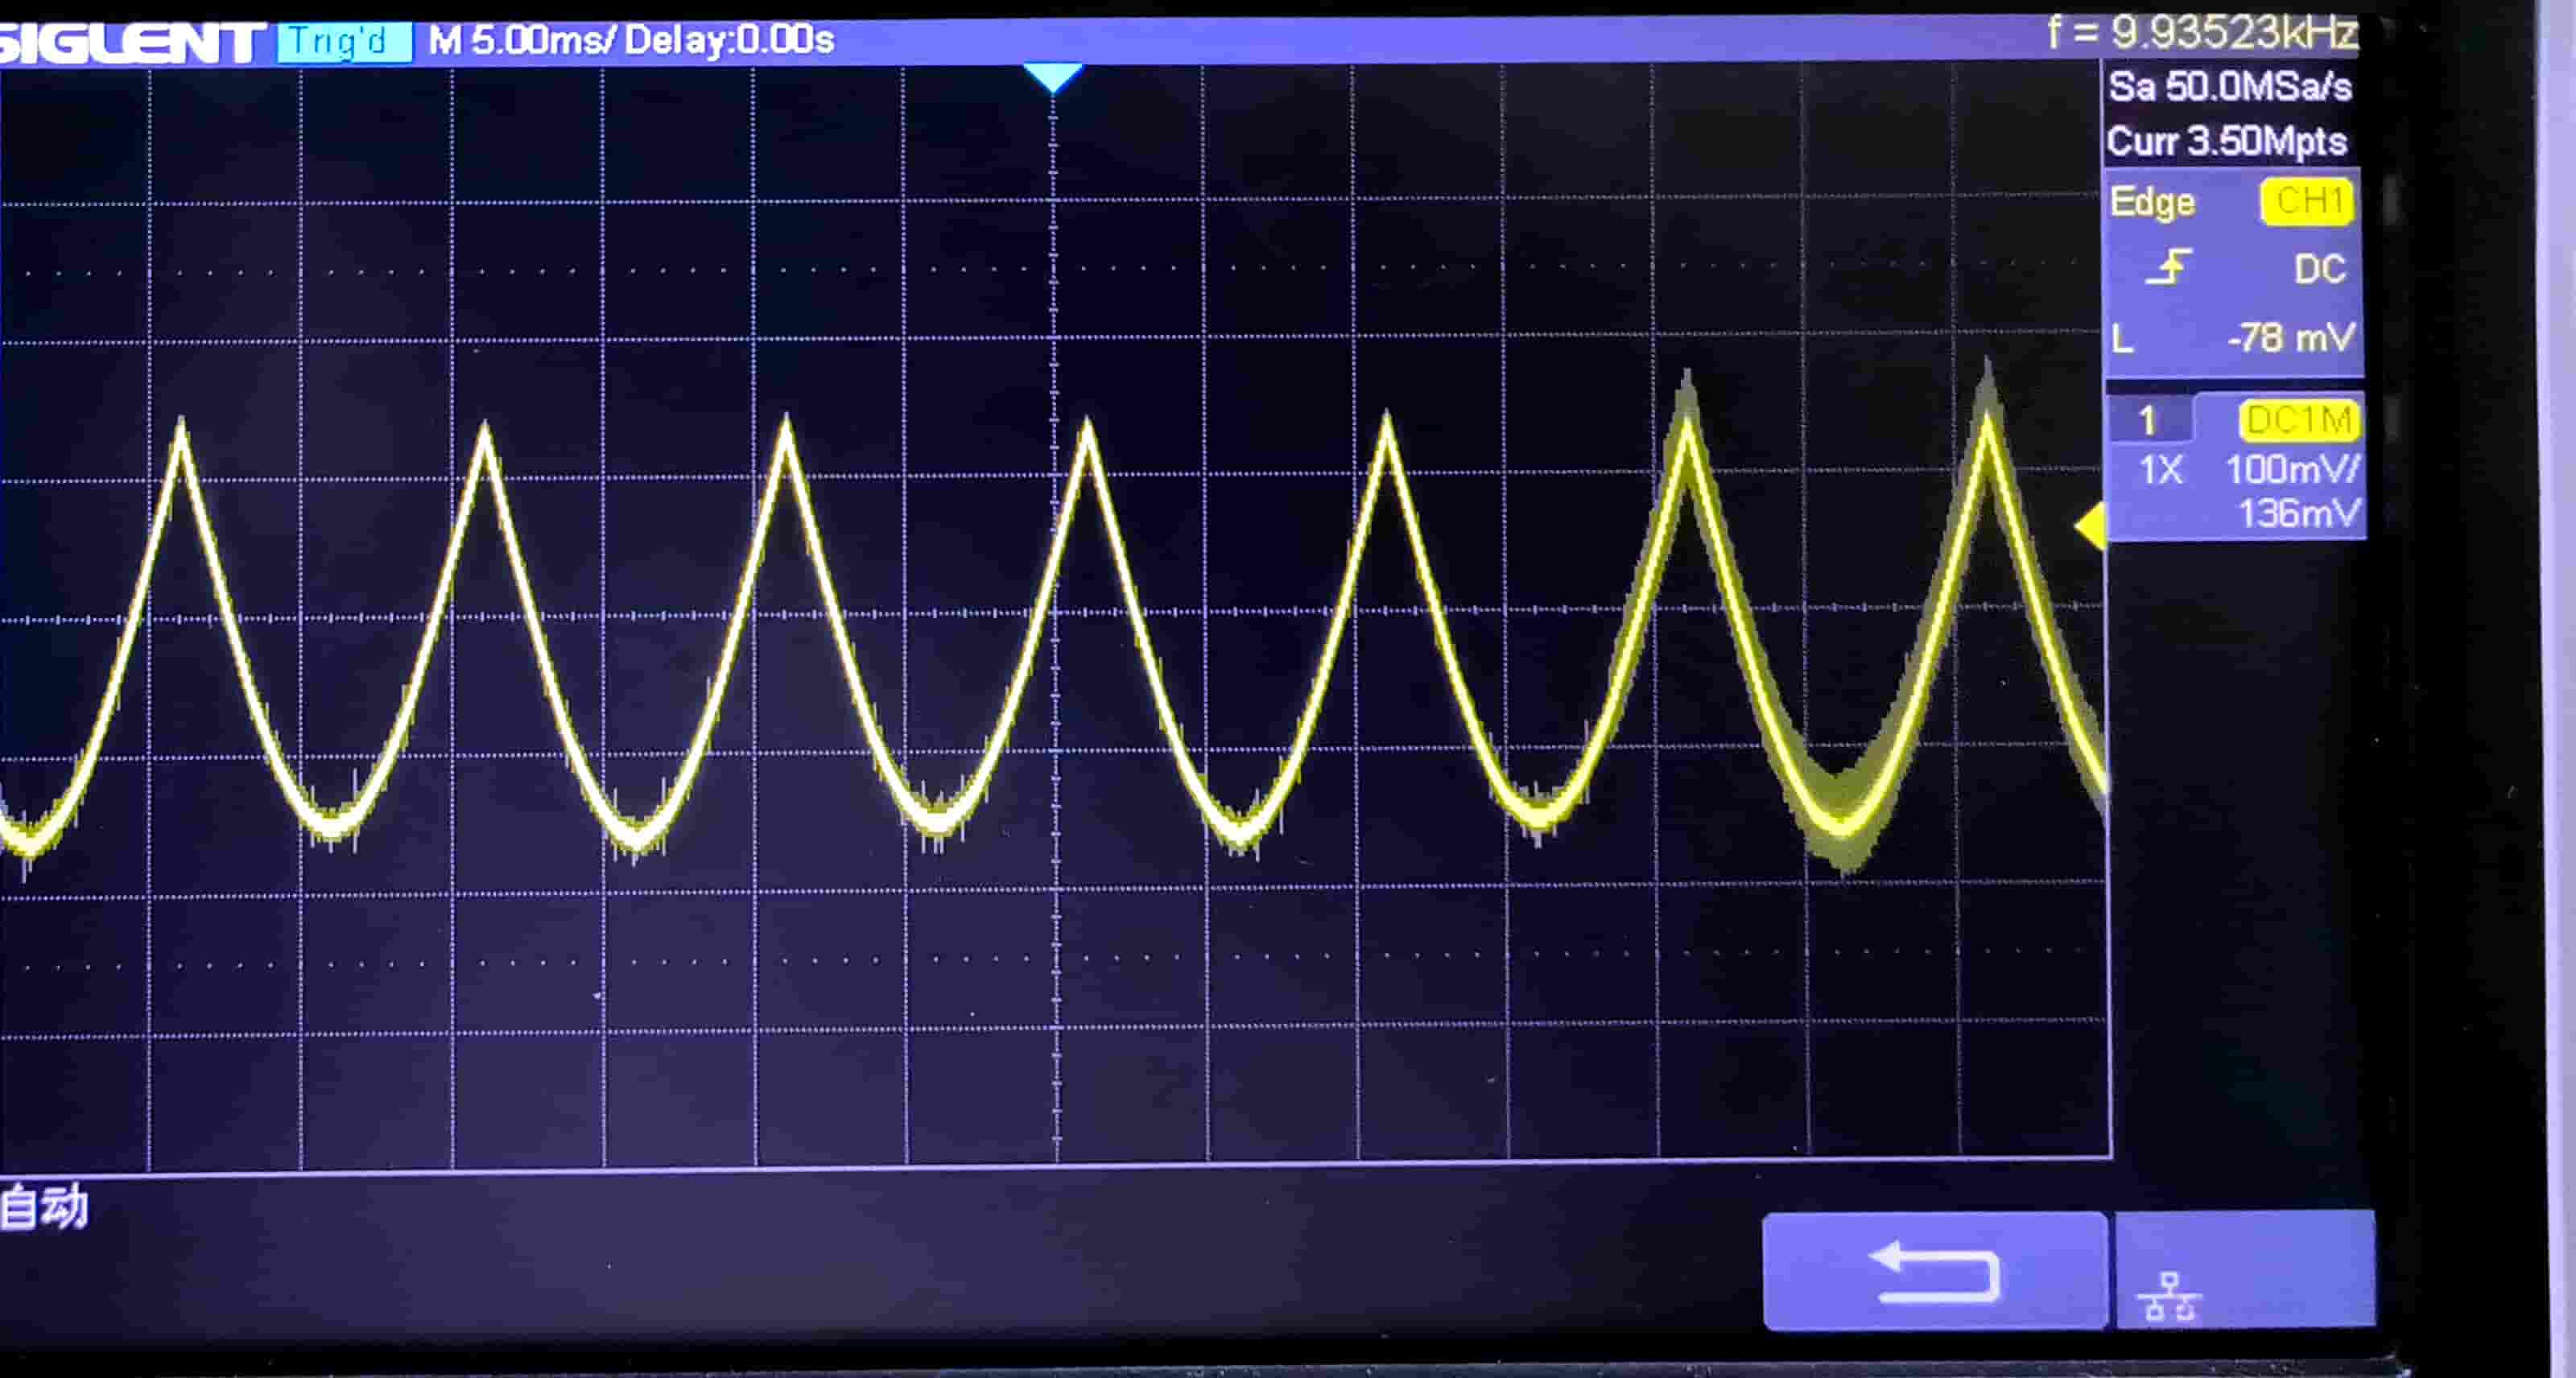 SIGLENT Trig'd M 5.00ms/ Delay:0.00s f = 9.93523kHz
Sa 50.0MSa/s
Curr 3.50Mpts
Edge CH1
DC
L -78 mV
1 DC1M
1X 100mV/
136mV
自动